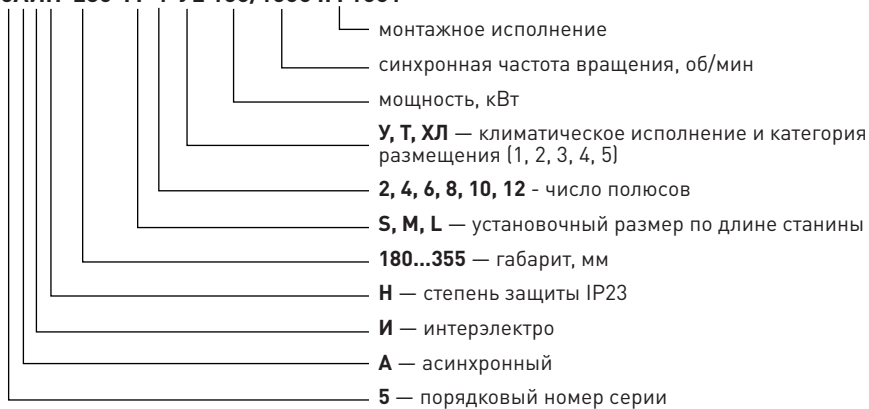 монтажное исполнение
синхронная частота вращения, об/мин
мощность, кВт
У, Т, ХЛ — климатическое исполнение и категория
размещения (1, 2, 3, 4, 5)
2, 4, 6, 8, 10, 12 - число полюсов
S, M, L — установочный размер по длине станины
180...355 — габарит, мм
Н — степень защиты IP23
И — интерэлектро
А — асинхронный
5 — порядковый номер серии